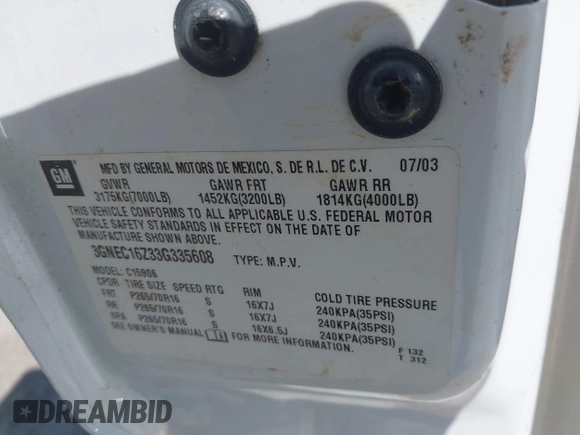 GM
MFD BY GENERAL MOTORS DE MEXICO, S. DE R.L. DE C.V. 07/03
GVWR GAWR FRT GAWR RR
3175KG(7000LB) 1452KG(3200LB) 1814KG(4000LB)
THIS VEHICLE CONFORMS TO ALL APPLICABLE U.S. FEDERAL MOTOR
VEHICLE SAFETY STANDARDS IN EFFECT ON THE DATE OF
MANUFACTURE SHOWN ABOVE.
3GNEC16Z33G335608 TYPE: M.P.V.
MODEL: C15906
CPDR TIRE SIZE SPEED RTG RIM COLD TIRE PRESSURE
FRT P265/70R16 S 16X7J 240KPA(35PSI)
RR P265/70R16 S 16X7J 240KPA(35PSI)
SPA P265/70R16 S 16X6.5J 240KPA(35PSI)
SEE OWNER'S MANUAL FOR MORE INFORMATION.
F 132
T 312
DREAMBID